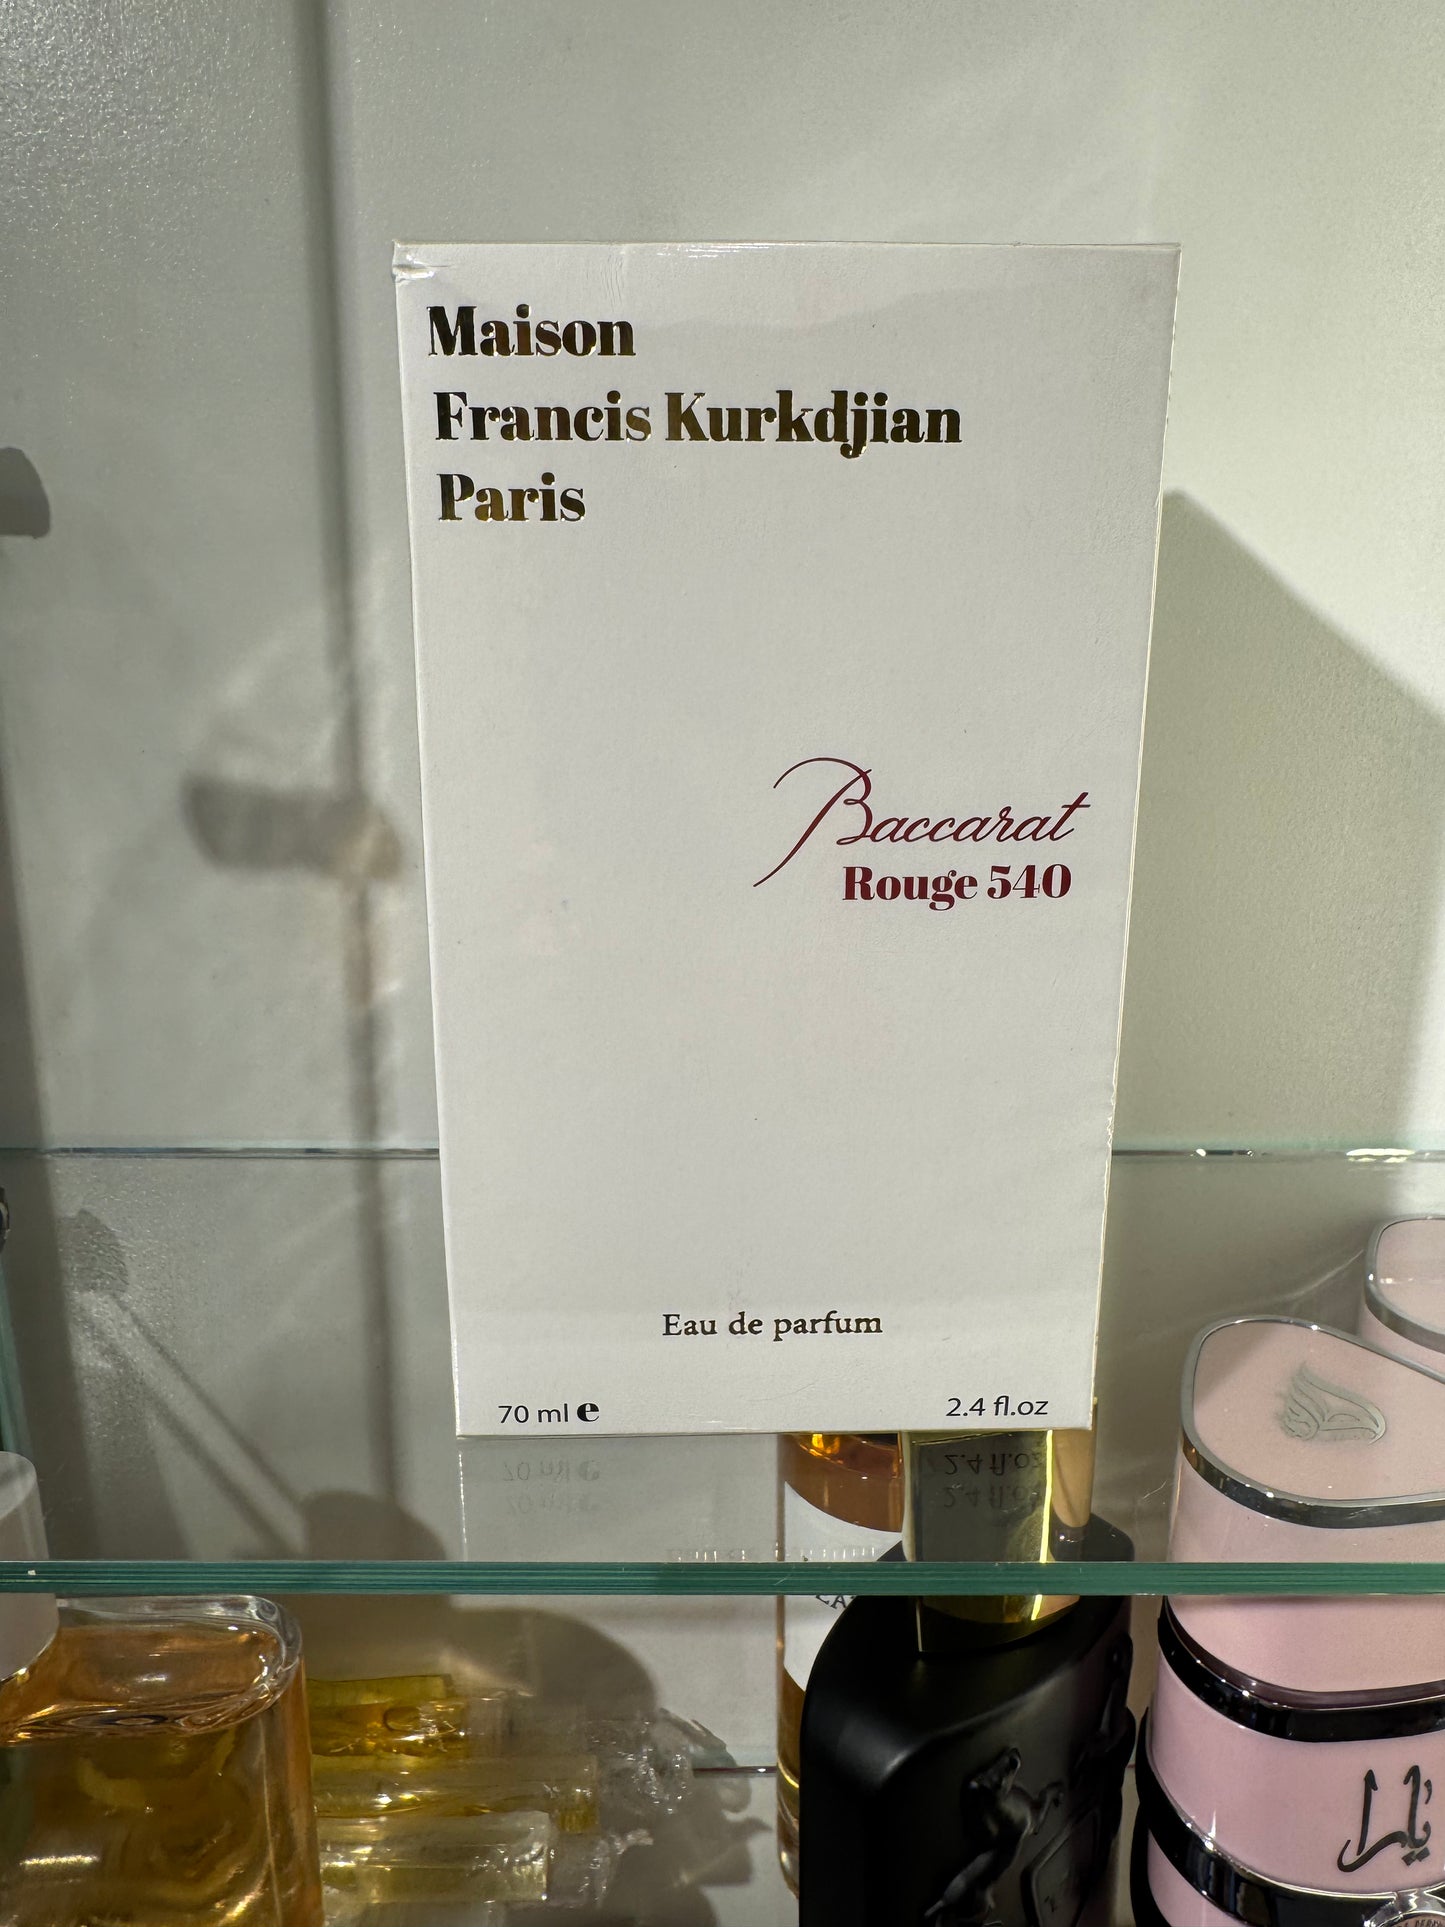 Maison
Francis Kurkdjian
Paris
Baccarat
Rouge 540
Eau de parfum
70 ml e
2.4 fl.oz
يارا